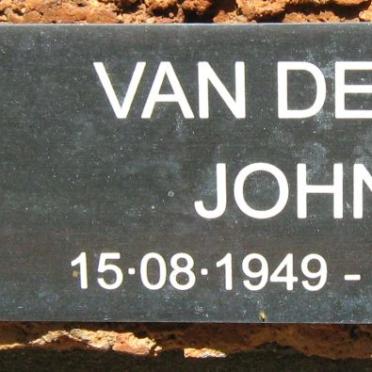 VAN DE
JOHN
15·08·1949 -